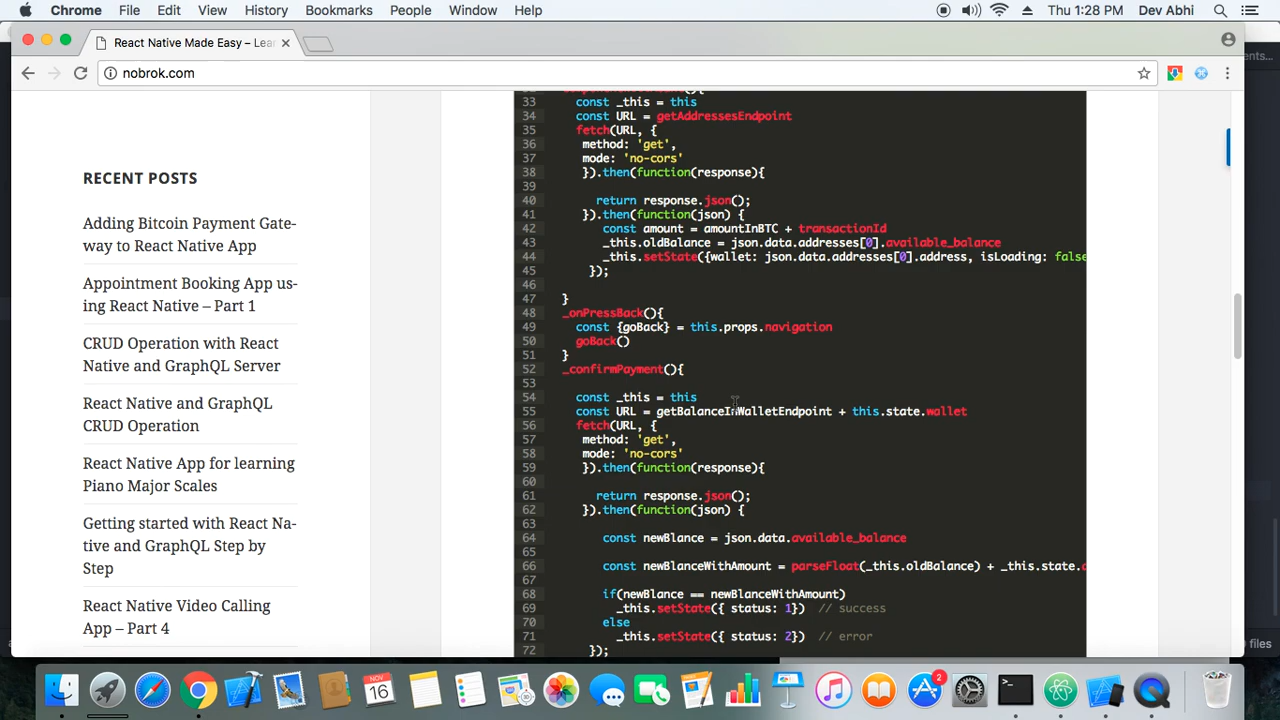 Chrome File Edit View History Bookmarks People Window Help Thu 1:28 PM Dev Abhi
React Native Made Easy – Lea
nobrok.com
RECENT POSTS
Adding Bitcoin Payment Gate-
way to React Native App
Appointment Booking App us-
ing React Native – Part 1
CRUD Operation with React
Native and GraphQL Server
React Native and GraphQL
CRUD Operation
React Native App for learning
Piano Major Scales
Getting started with React Na-
tive and GraphQL Step by
Step
React Native Video Calling
App – Part 4
33 const _this = this
34 const URL = getAddressesEndpoint
35 fetch(URL, {
36 method: 'get',
37 mode: 'no-cors'
38 }).then(function(response){
39
40 return response.json();
41 }).then(function(json) {
42 const amount = amountInBTC + transactionId
43 _this.oldBalance = json.data.addresses[0].available_balance
44 _this.setState({wallet: json.data.addresses[0].address, isLoading: false
45 });
46
47 }
48 _onPressBack(){
49 const {goBack} = this.props.navigation
50 goBack()
51 }
52 _confirmPayment(){
53
54 const _this = this
55 const URL = getBalanceInWalletEndpoint + this.state.wallet
56 fetch(URL, {
57 method: 'get',
58 mode: 'no-cors'
59 }).then(function(response){
60
61 return response.json();
62 }).then(function(json) {
63
64 const newBlance = json.data.available_balance
65
66 const newBlanceWithAmount = parseFloat(_this.oldBalance) + _this.state.
67
68 if(newBlance == newBlanceWithAmount)
69 _this.setState({ status: 1}) // success
70 else
71 _this.setState({ status: 2}) // error
72 });
ents...
files
NOV
16
2